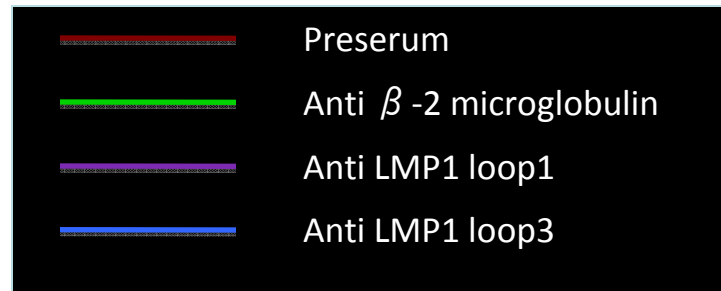 Preserum
Anti β -2 microglobulin
Anti LMP1 loop1
Anti LMP1 loop3